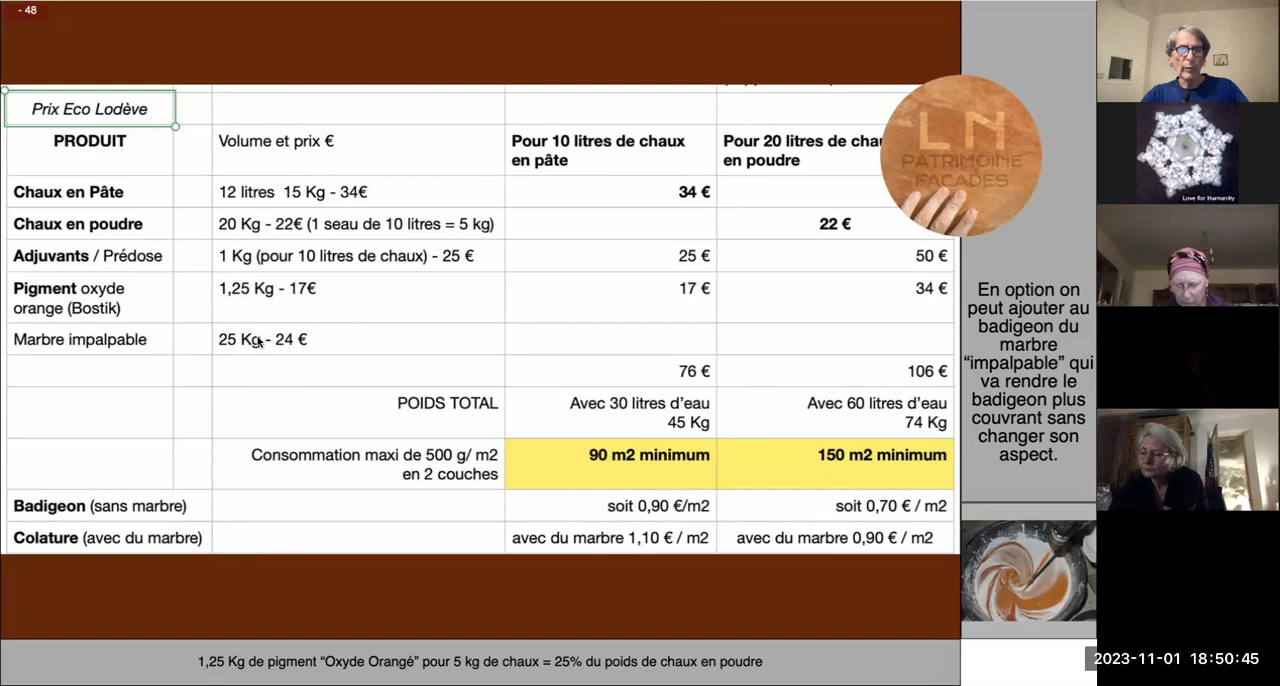 - 48
Prix Eco Lodève
PRODUIT
Volume et prix €
Pour 10 litres de chaux
en pâte
Pour 20 litres de
en poudre
Chaux en Pâte
12 litres 15 Kg - 34€
34 €
Chaux en poudre
20 Kg - 22€ (1 seau de 10 litres = 5 kg)
22 €
Adjuvants / Prédose
1 Kg (pour 10 litres de chaux) - 25 €
25 €
50 €
Pigment oxyde
orange (Bostik)
1,25 Kg - 17€
17 €
34 €
Marbre impalpable
25 Kg - 24 €
76 €
106 €
POIDS TOTAL
Avec 30 litres d’eau
45 Kg
Avec 60 litres d’eau
74 Kg
Consommation maxi de 500 g/ m2
en 2 couches
90 m2 minimum
150 m2 minimum
Badigeon (sans marbre)
soit 0,90 €/m2
soit 0,70 € / m2
Colature (avec du marbre)
avec du marbre 1,10 € / m2
avec du marbre 0,90 € / m2
1,25 Kg de pigment “Oxyde Orangé” pour 5 kg de chaux = 25% du poids de chaux en poudre
LN
PATRIMOINE
FAÇADES
En option on
peut ajouter au
badigeon du
marbre
“impalpable” qui
va rendre le
badigeon plus
couvrant sans
changer son
aspect.
Love for Humanity
2023-11-01 18:50:45